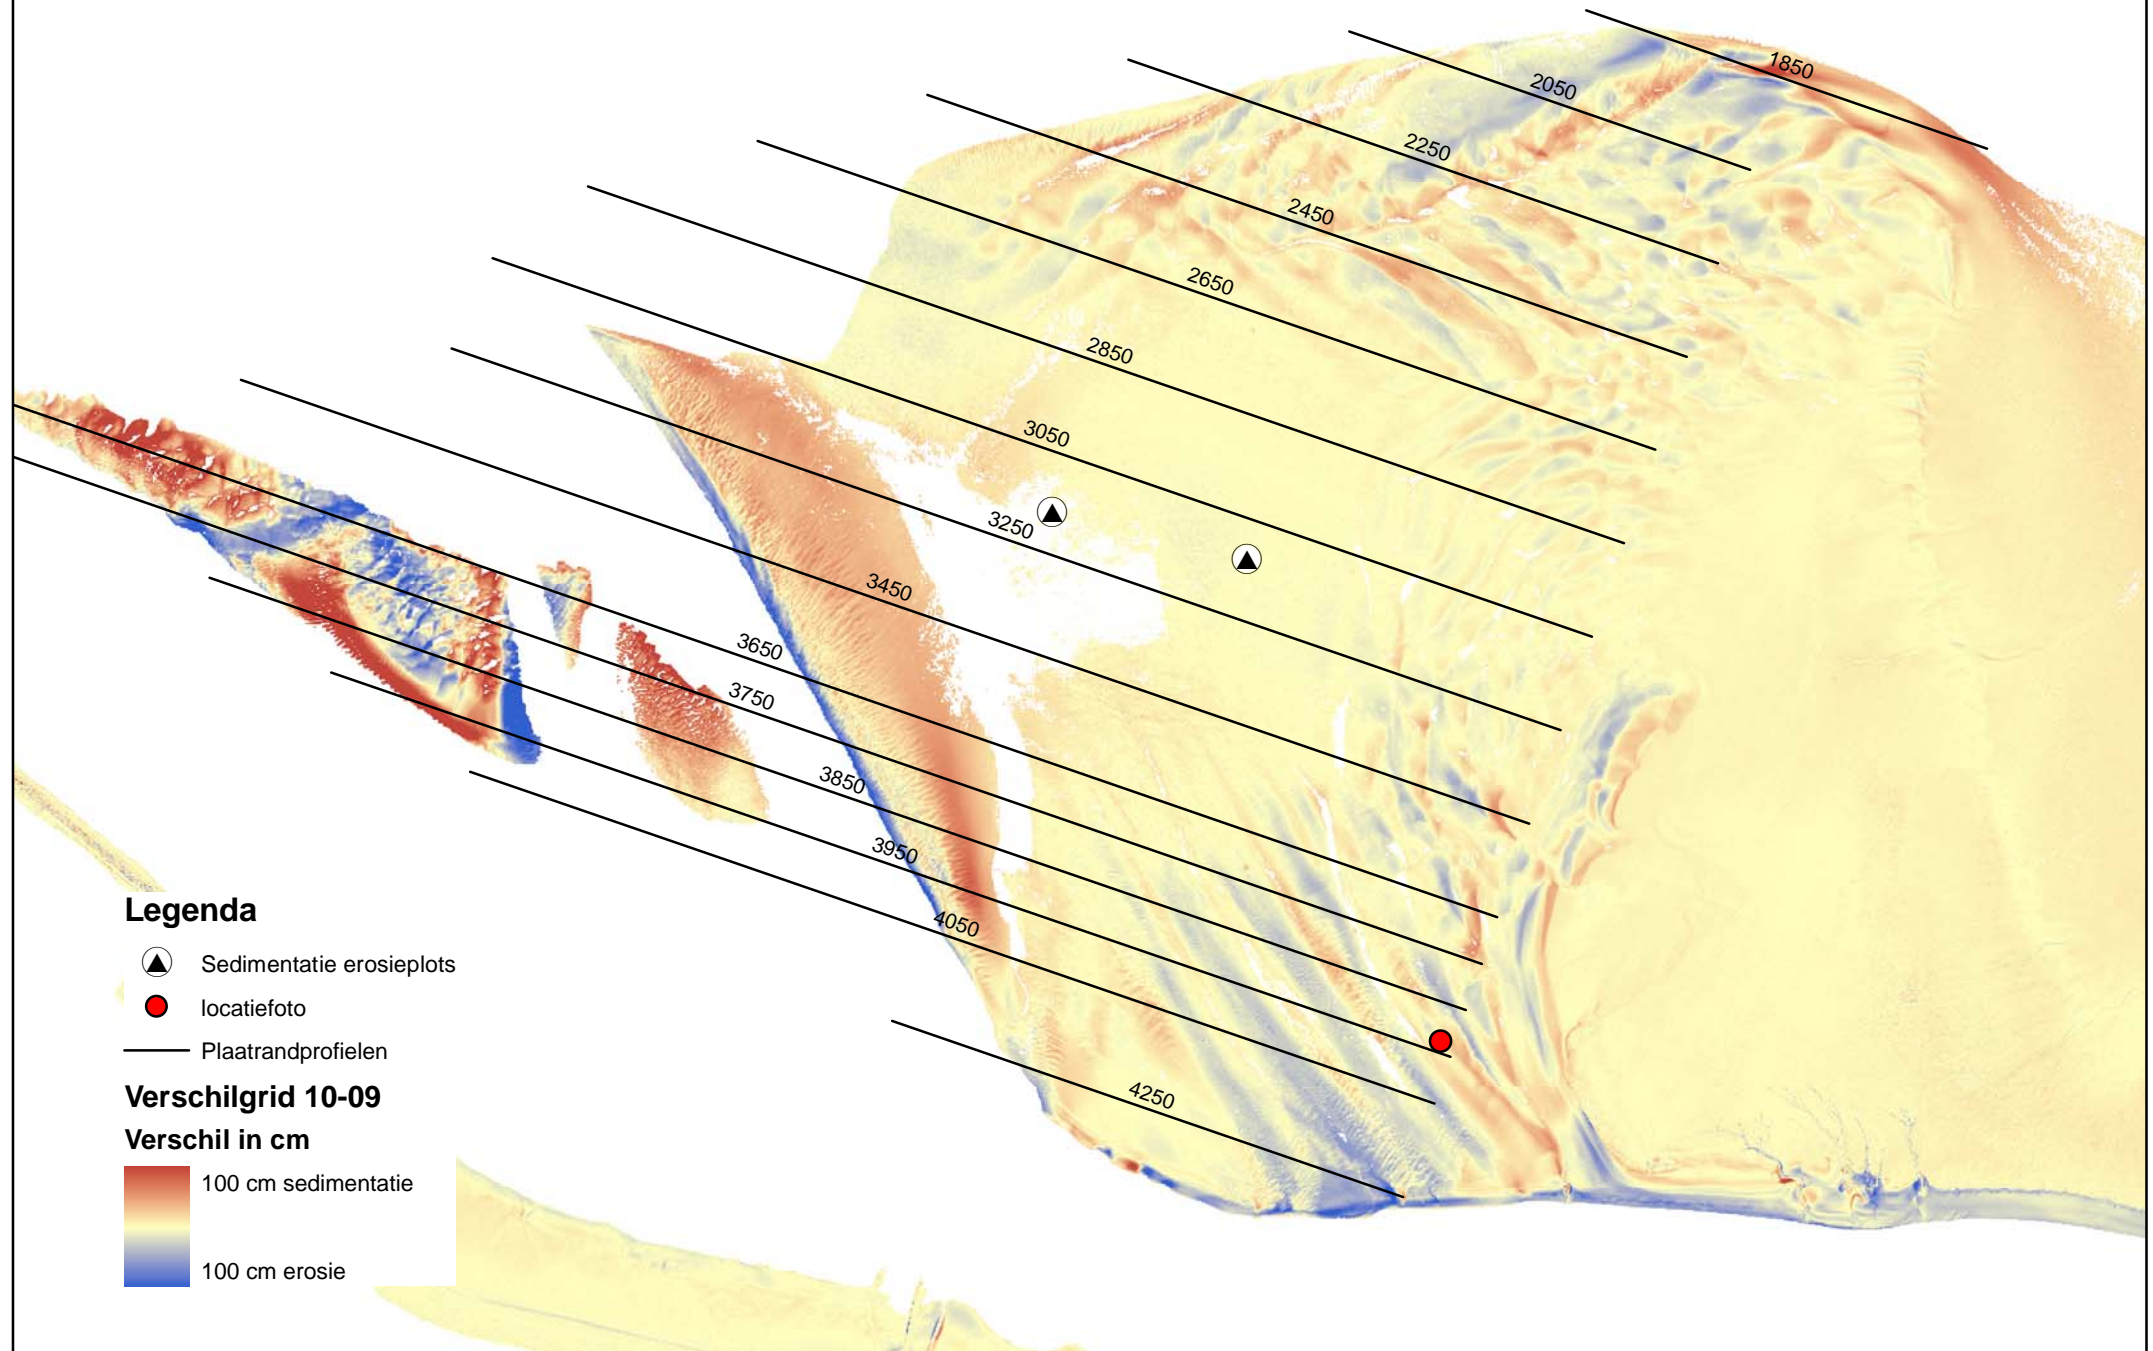 1850
2050
2250
2450
2650
2850
3050
3250
3450
3650
3750
3850
3950
4050
4250
Legenda
Sedimentatie erosieplots
locatiefoto
Plaatrandprofielen
Verschilgrid 10-09
Verschil in cm
100 cm sedimentatie
100 cm erosie